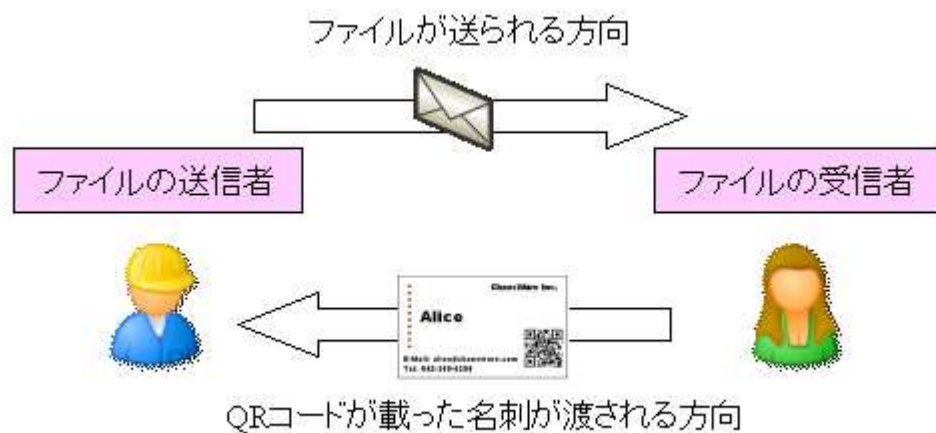 ファイルが送られる方向
ファイルの送信者
ファイルの受信者
Alice
E-Mail:
Tel.
QRコードが載った名刺が渡される方向